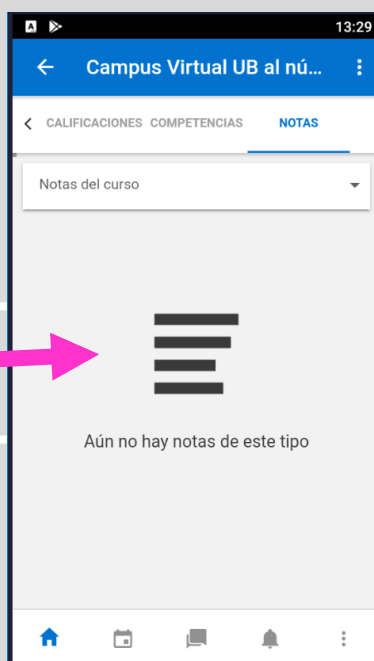 A 13:29
Campus Virtual UB al nú...
CALIFICACIONES COMPETENCIAS NOTAS
Notas del curso
Aún no hay notas de este tipo